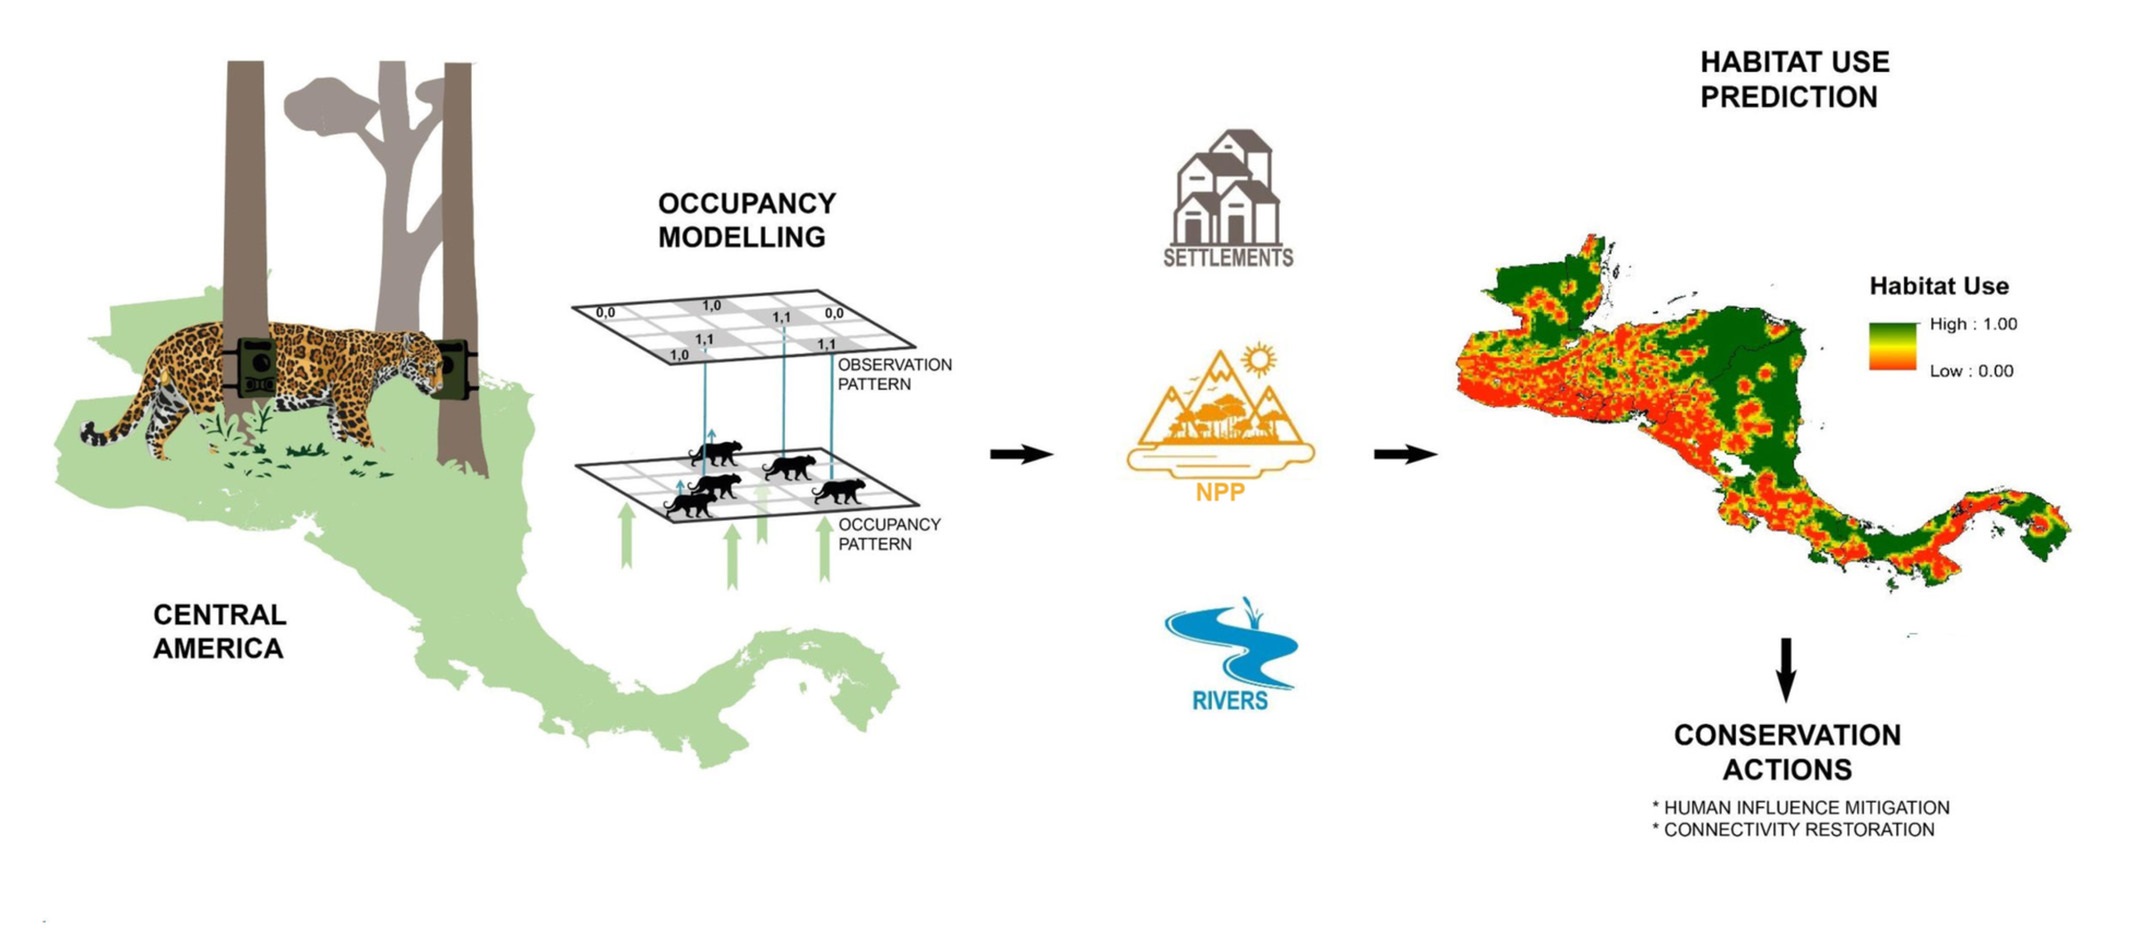 CENTRAL
AMERICA
OCCUPANCY
MODELLING
0,0
1,0
1,1
0,0
1,1
1,0
1,1
OBSERVATION
PATTERN
OCCUPANCY
PATTERN
SETTLEMENTS
NPP
RIVERS
HABITAT USE
PREDICTION
Habitat Use
High : 1.00
Low : 0.00
CONSERVATION
ACTIONS
* HUMAN INFLUENCE MITIGATION
* CONNECTIVITY RESTORATION